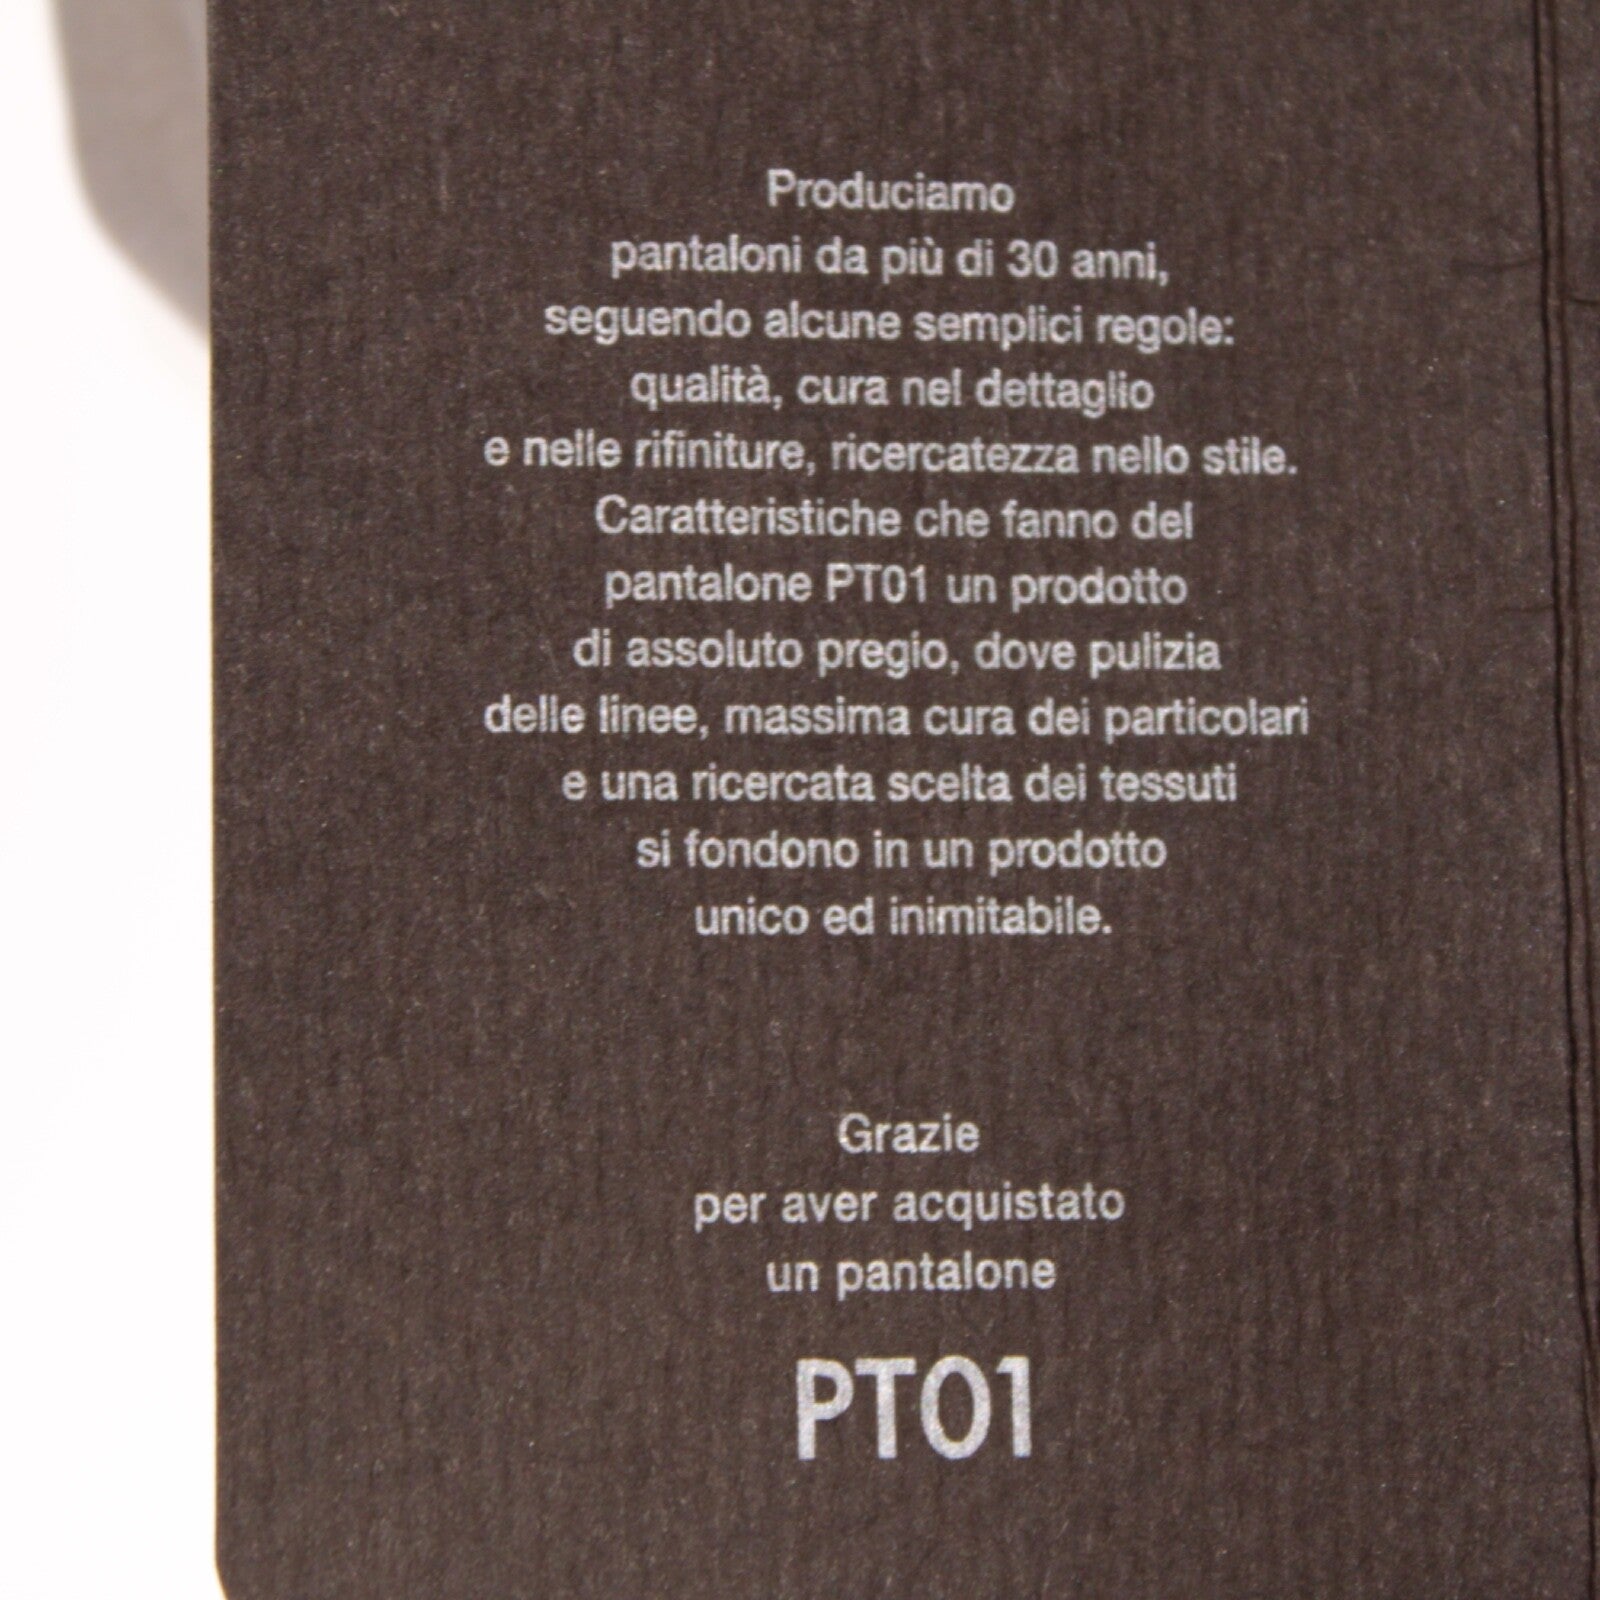 Produciamo
pantaloni da più di 30 anni,
seguendo alcune semplici regole:
qualità, cura nel dettaglio
e nelle rifiniture, ricercatezza nello stile.
Caratteristiche che fanno del
pantalone PT01 un prodotto
di assoluto pregio, dove pulizia
delle linee, massima cura dei particolari
e una ricercata scelta dei tessuti
si fondono in un prodotto
unico ed inimitabile.
Grazie
per aver acquistato
un pantalone
PT01